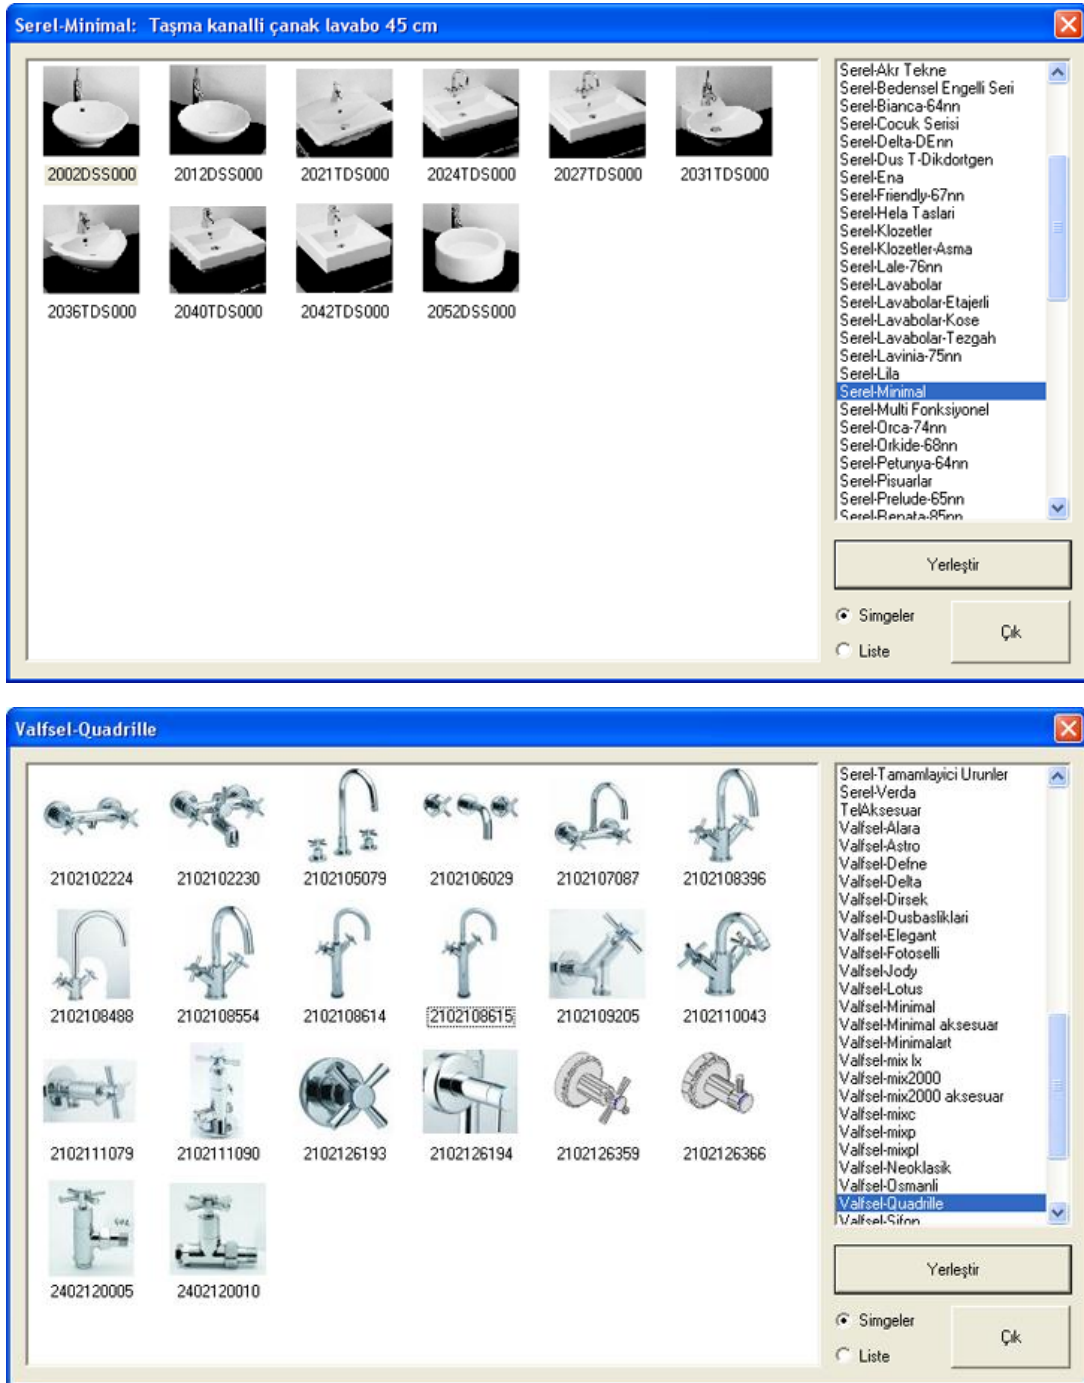 Serel-Minimal: Taşma kanalli çanak lavabo 45 cm
2002DSS000 2012DSS000 2021TDS000 2024TDS000 2027TDS000 2031TDS000
2036TDS000 2040TDS000 2042TDS000 2052DSS000
Serel-Akr Tekne
Serel-Bedensel Engelli Seri
Serel-Bianca-64nn
Serel-Cocuk Serisi
Serel-Delta-DEnn
Serel-Dus T-Dikdortgen
Serel-Ena
Serel-Friendly-67nn
Serel-Hela Taslari
Serel-Klozetler
Serel-Klozetler-Asma
Serel-Lale-76nn
Serel-Lavabolar
Serel-Lavabolar-Etajerli
Serel-Lavabolar-Kose
Serel-Lavabolar-Tezgah
Serel-Lavinia-75nn
Serel-Lila
Serel-Minimal
Serel-Multi Fonksiyonel
Serel-Orca-74nn
Serel-Orkide-68nn
Serel-Petunya-64nn
Serel-Pisuarlar
Serel-Prelude-65nn
Serel-Renata-85nn
Yerleştir
Simgeler
Liste
Çık
Valfsel-Quadrille
2102102224 2102102230 2102105079 2102106029 2102107087 2102108396
2102108488 2102108554 2102108614 2102108615 2102109205 2102110043
2102111079 2102111090 2102126193 2102126194 2102126359 2102126366
2402120005 2402120010
Serel-Tamamlayici Urunler
Serel-Verda
TelAksesuar
Valfsel-Alara
Valfsel-Astro
Valfsel-Defne
Valfsel-Delta
Valfsel-Dirsek
Valfsel-Dusbasliklari
Valfsel-Elegant
Valfsel-Fotoselli
Valfsel-Jody
Valfsel-Lotus
Valfsel-Minimal
Valfsel-Minimal aksesuar
Valfsel-Minimalart
Valfsel-mix lx
Valfsel-mix2000
Valfsel-mix2000 aksesuar
Valfsel-mixc
Valfsel-mixp
Valfsel-mixpl
Valfsel-Neoklasik
Valfsel-Osmanli
Valfsel-Quadrille
Valfsel-Sifon
Yerleştir
Simgeler
Liste
Çık